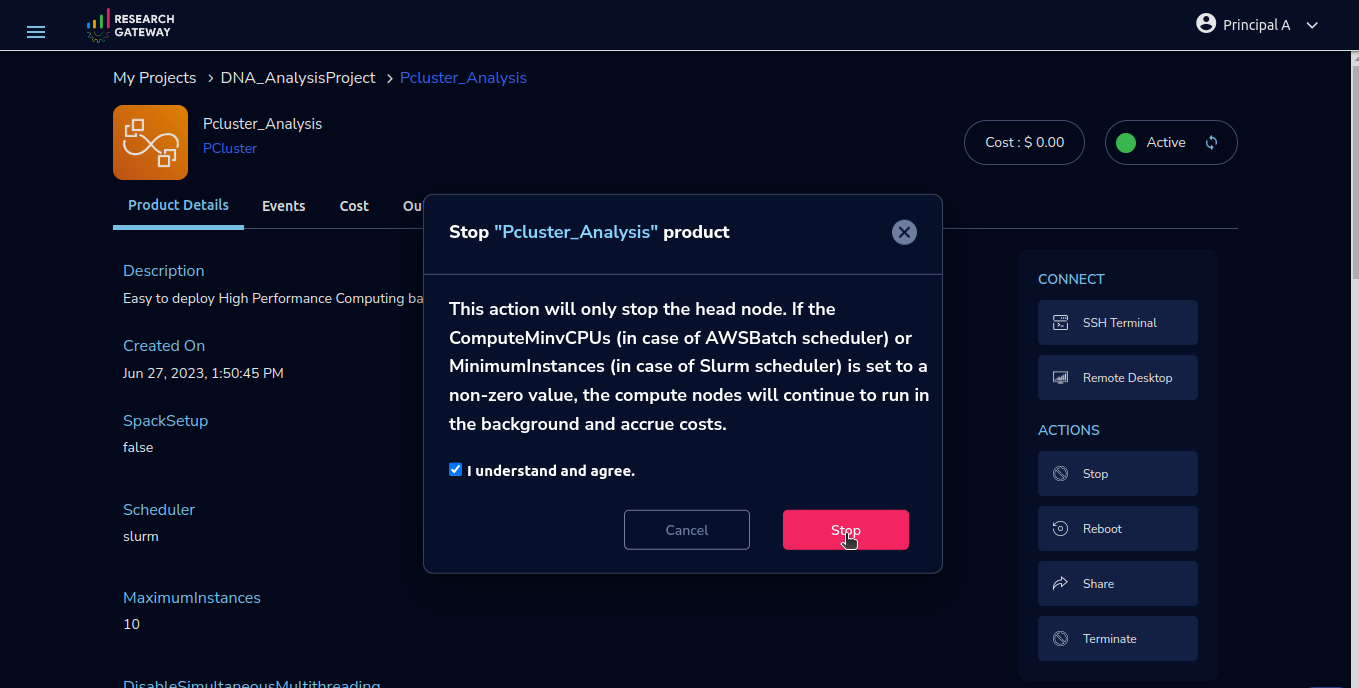 RESEARCH
GATEWAY
Principal A
My Projects > DNA_AnalysisProject > Pcluster_Analysis
Pcluster_Analysis
PCluster
Cost : $ 0.00
Active
Product Details
Events
Cost
Ou
Stop "Pcluster_Analysis" product
This action will only stop the head node. If the
ComputeMinvCPUs (in case of AWSBatch scheduler) or
MinimumInstances (in case of Slurm scheduler) is set to a
non-zero value, the compute nodes will continue to run in
the background and accrue costs.
I understand and agree.
Cancel
Stop
Description
Easy to deploy High Performance Computing ba
Created On
Jun 27, 2023, 1:50:45 PM
SpackSetup
false
Scheduler
slurm
MaximumInstances
10
DisableSimultaneousMultithreading
CONNECT
SSH Terminal
Remote Desktop
ACTIONS
Stop
Reboot
Share
Terminate